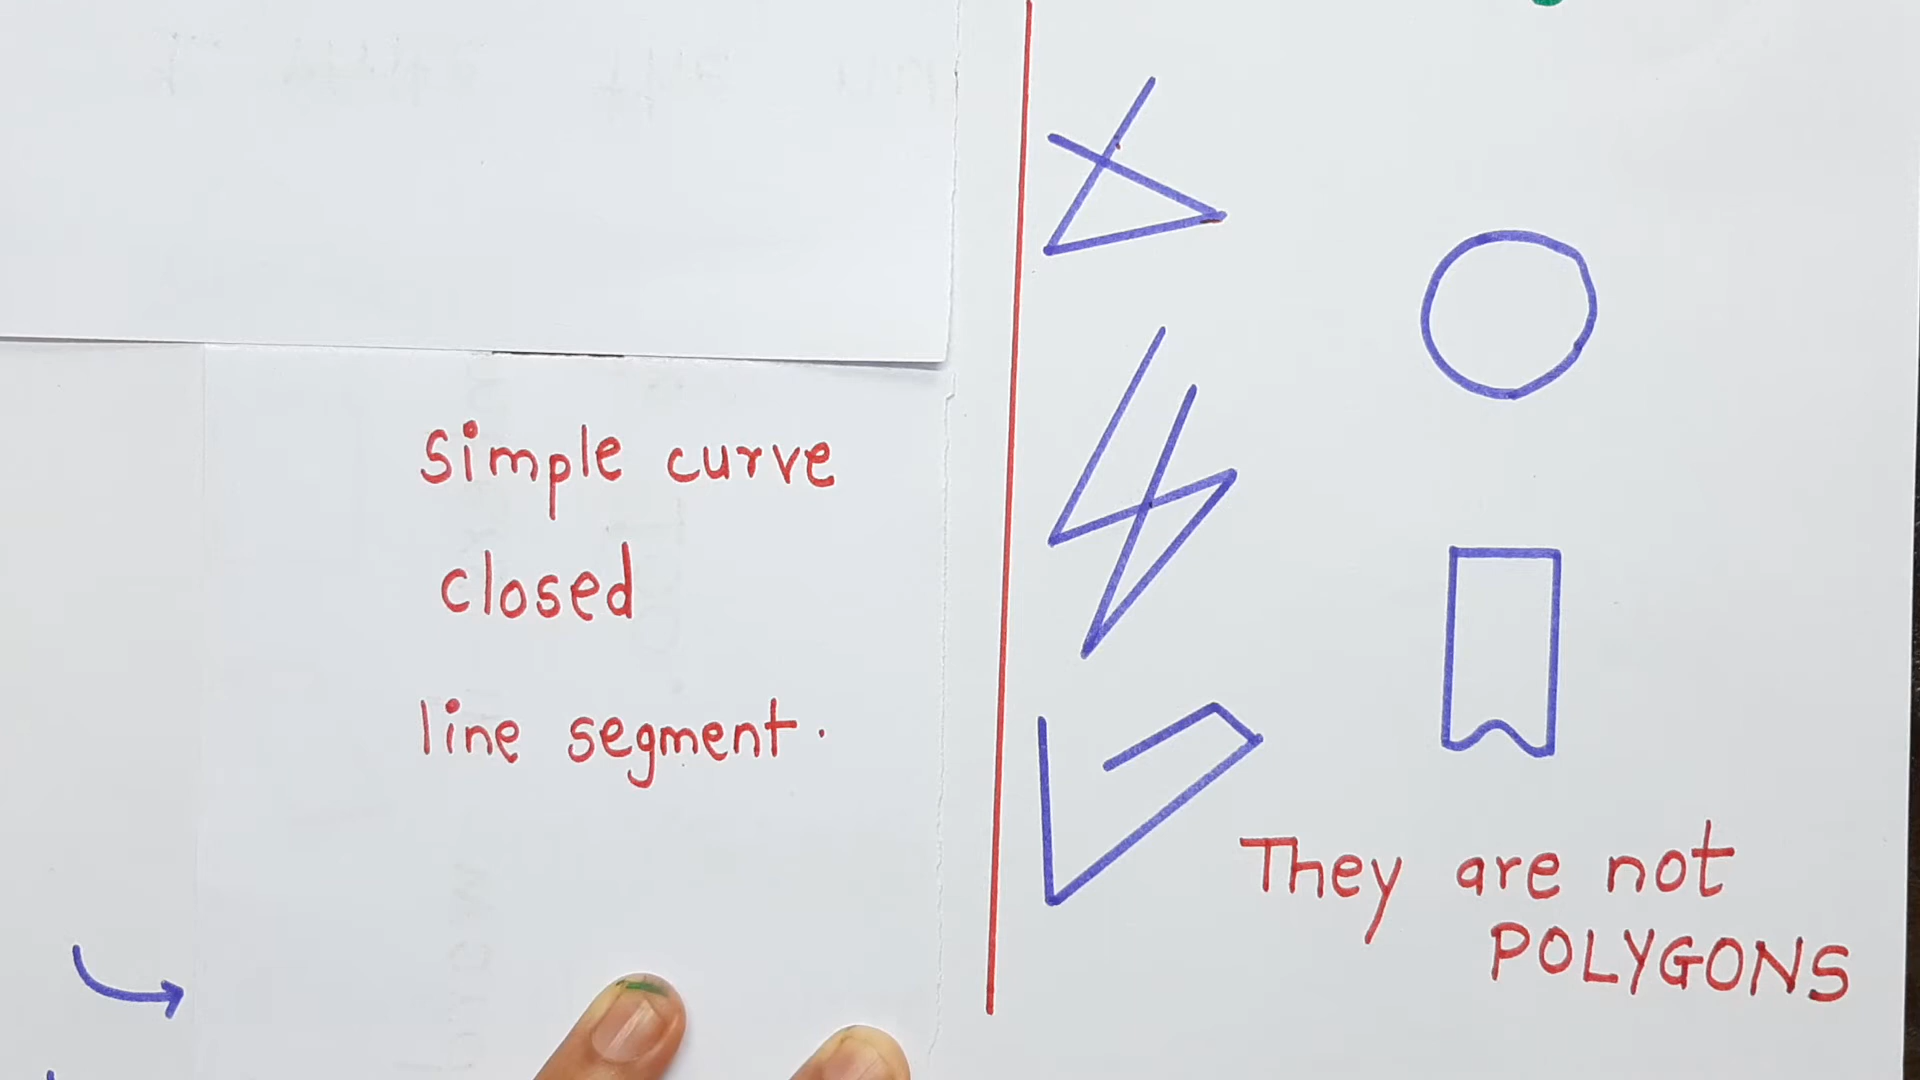 Simple curve
closed
line segment.
They are not
POLYGONS